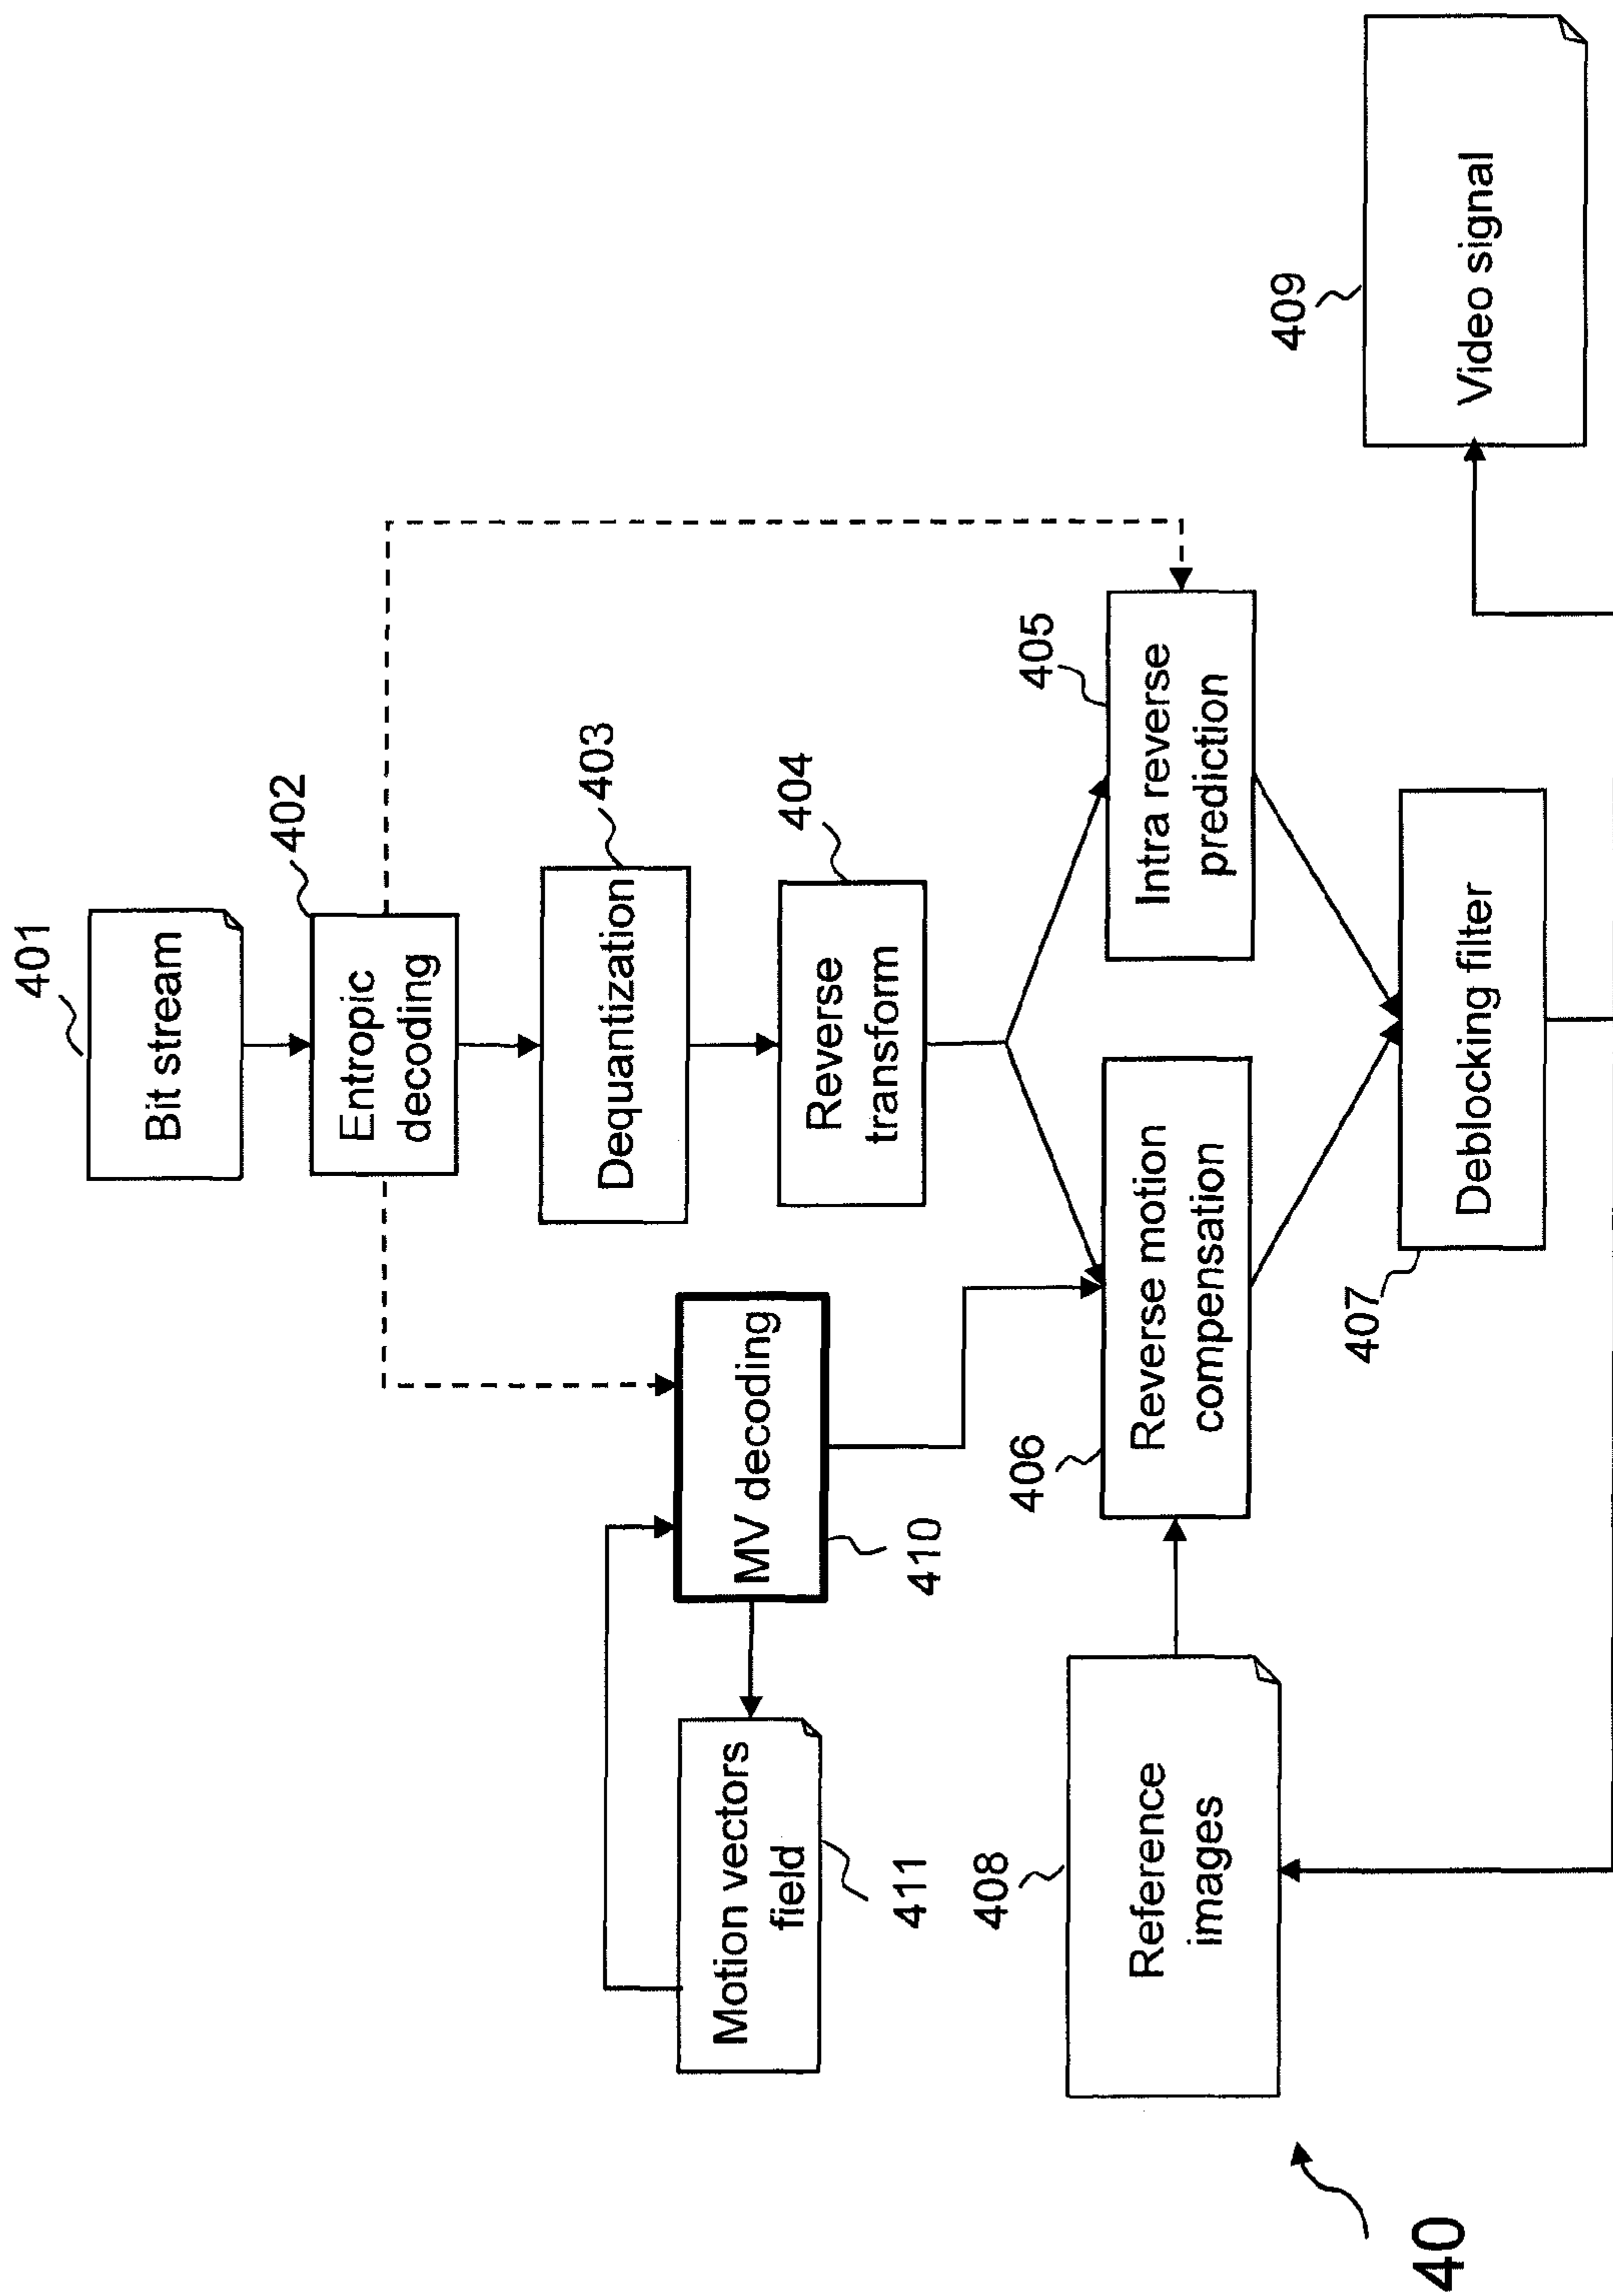 401
Bit stream
402
Entropic
decoding
403
Dequantization
404
Reverse
transform
405
Intra reverse
prediction
MV decoding
410
Motion vectors
field
411
406
Reverse motion
compensation
408
Reference
images
Deblocking filter
407
409
Video signal
40